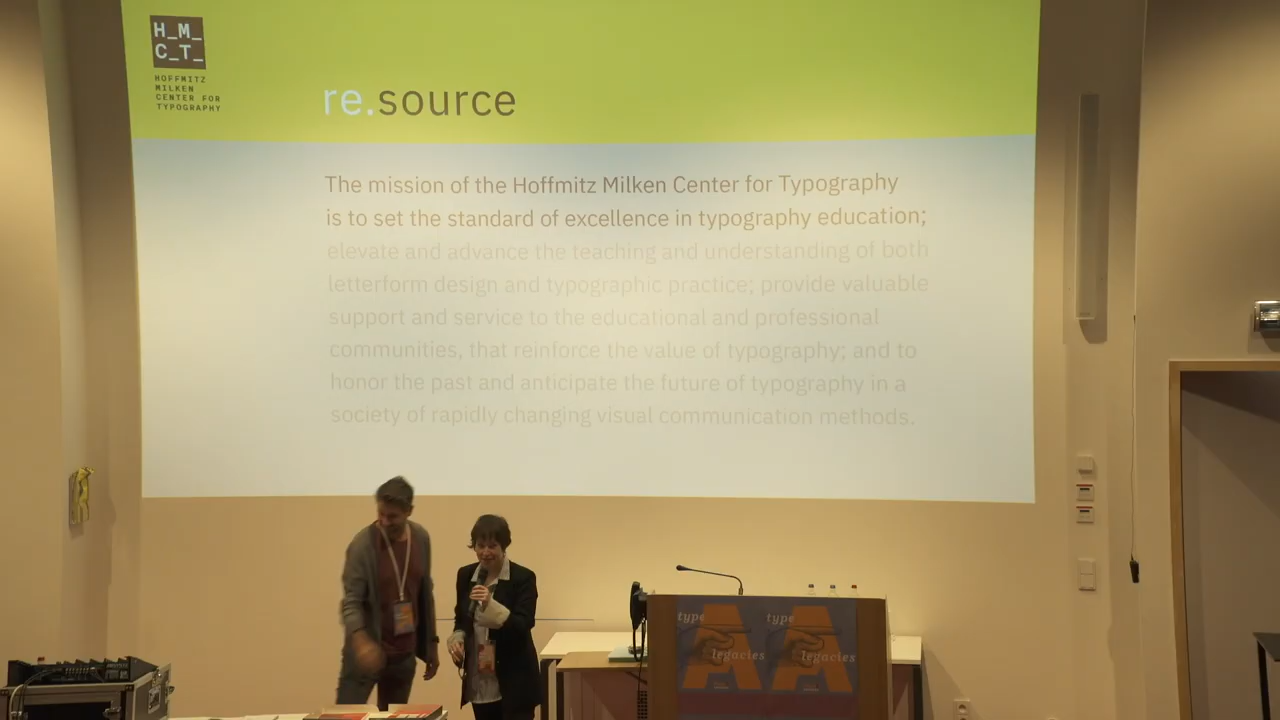 H_M_
C_T_
HOFFMITZ
MILKEN
CENTER FOR
TYPOGRAPHY
re.source
The mission of the Hoffmitz Milken Center for Typography
is to set the standard of excellence in typography education;
elevate and advance the teaching and understanding of both
letterform design and typographic practice; provide valuable
support and service to the educational and professional
communities, that reinforce the value of typography; and to
honor the past and anticipate the future of typography in a
society of rapidly changing visual communication methods.
type
legacies
type
legacies